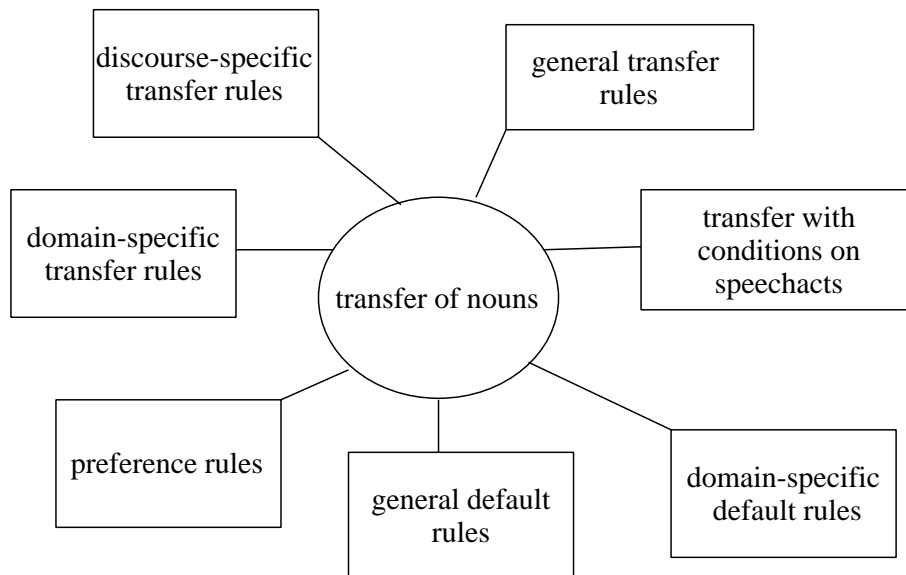 discourse-specific
transfer rules
general transfer
rules
domain-specific
transfer rules
transfer with
conditions on
speechacts
transfer of nouns
preference rules
general default
rules
domain-specific
default rules